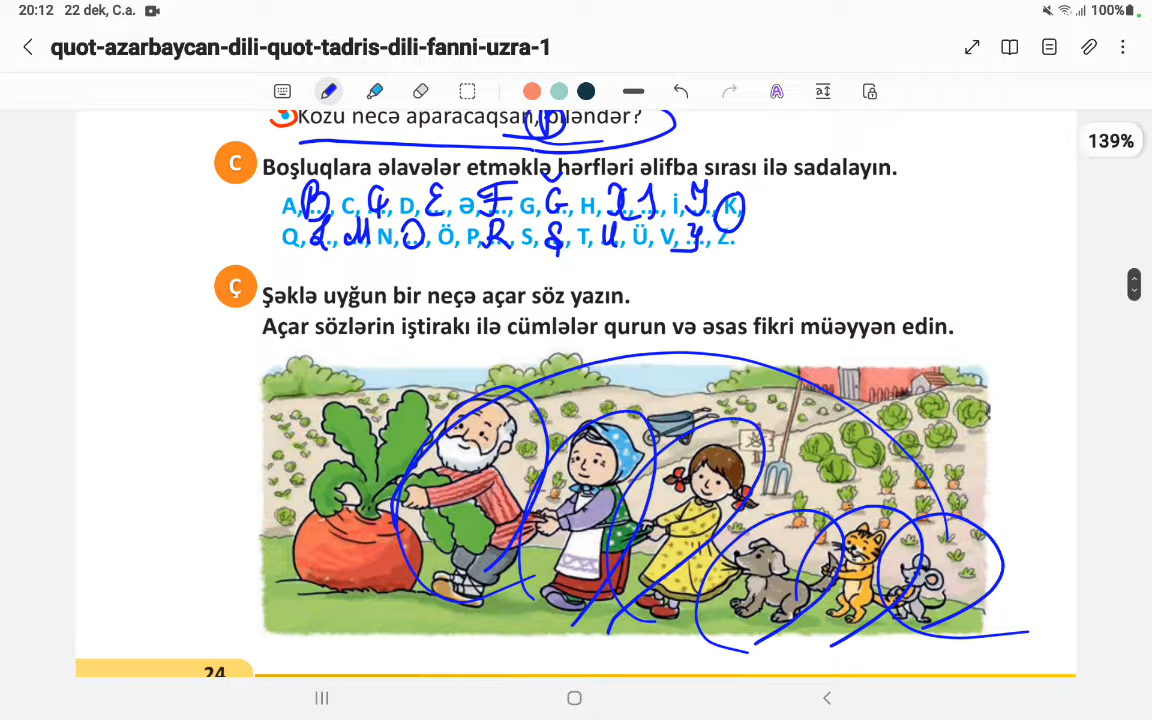 20:12 22 dek, C.a. 100%
quot-azarbaycan-dili-quot-tadris-dili-fanni-uzra-1
139%
Kozu necə aparacaqsan, biləndər?
C Boşluqlara əlavələr etməklə hərfləri əlifba sırası ilə sadalayın.
A, B, C, Ç, D, E, Ə, F, G, Ğ, H, X, I, İ, J, K,
Q, L, M, N, O, Ö, P, R, S, Ş, T, U, Ü, V, Y, Z.
Ç Şəklə uyğun bir neçə açar söz yazın.
Açar sözlərin iştirakı ilə cümlələr qurun və əsas fikri müəyyən edin.
24